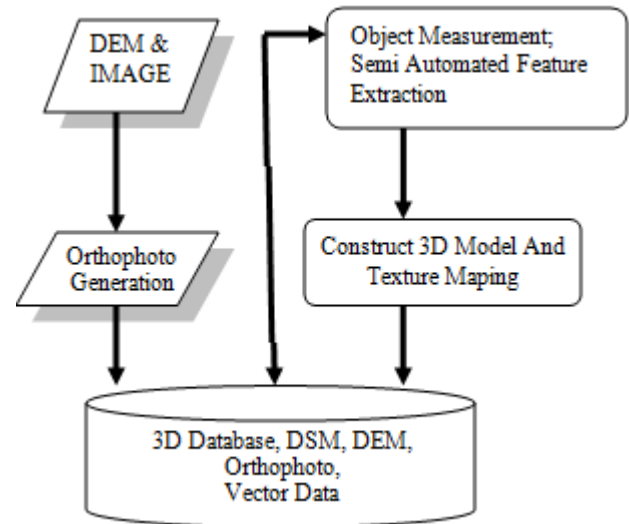 DEM &
IMAGE
Object Measurement;
Semi Automated Feature
Extraction
Orthophoto
Generation
Construct 3D Model And
Texture Maping
3D Database, DSM, DEM,
Orthophoto,
Vector Data